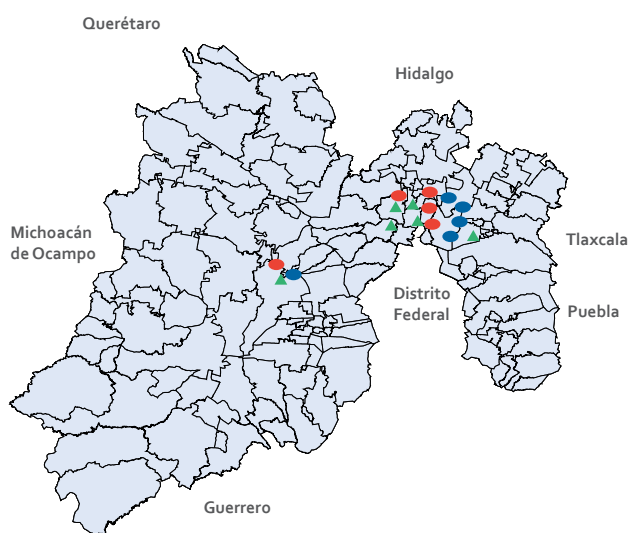 Querétaro
Hidalgo
Michoacán
de Ocampo
Tlaxcala
Distrito
Federal
Puebla
Guerrero